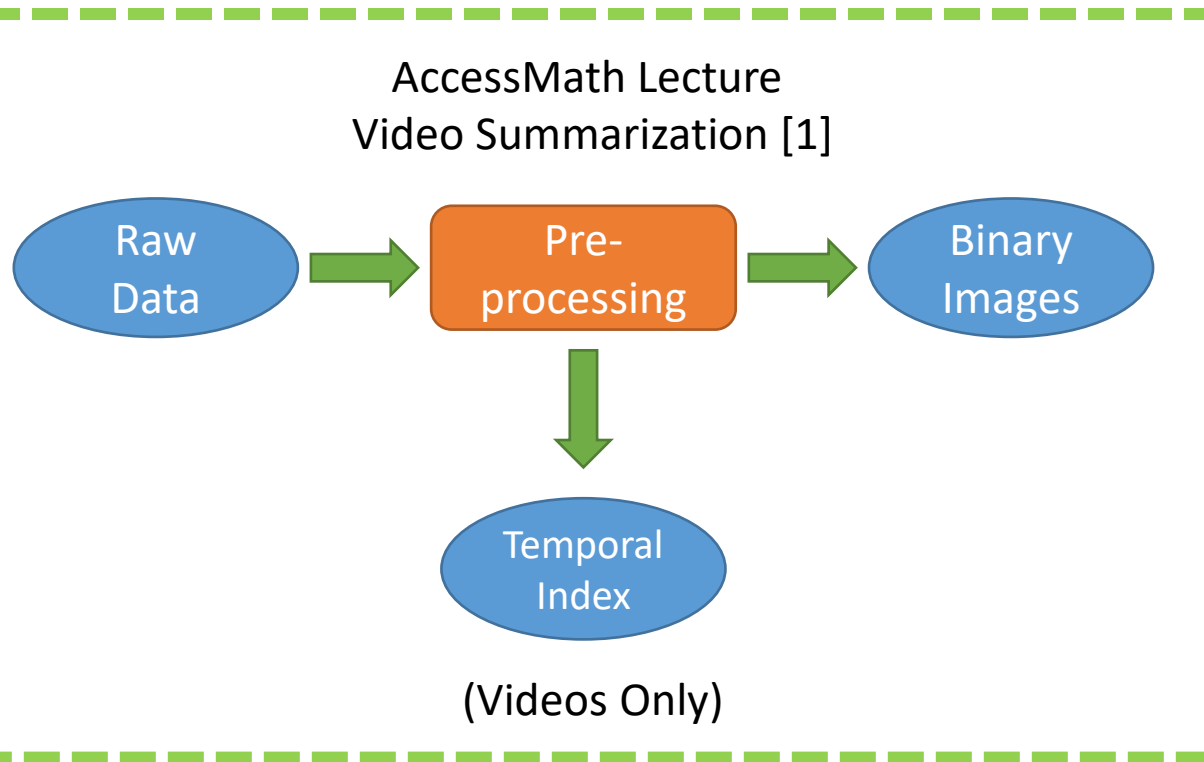 AccessMath Lecture
Video Summarization [1]
Raw
Data
Pre-
processing
Binary
Images
Temporal
Index
(Videos Only)